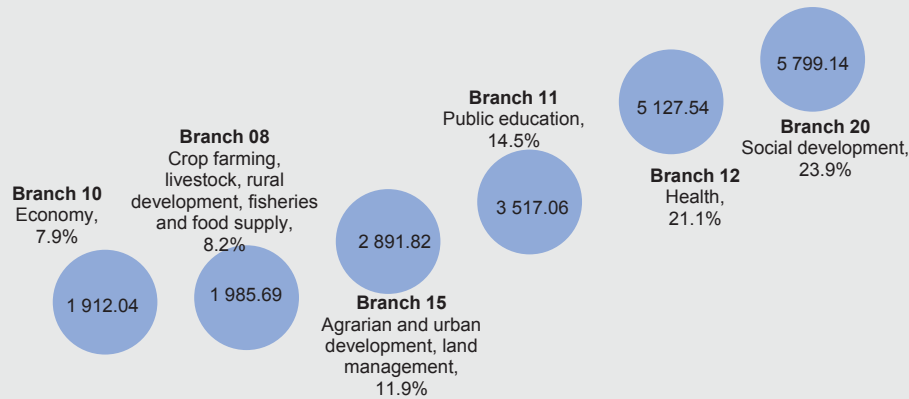 Branch 10
Economy,
7.9%
1 912.04
Branch 08
Crop farming,
livestock, rural
development, fisheries
and food supply,
8.2%
1 985.69
2 891.82
Branch 15
Agrarian and urban
development, land
management,
11.9%
Branch 11
Public education,
14.5%
3 517.06
5 127.54
Branch 12
Health,
21.1%
5 799.14
Branch 20
Social development,
23.9%